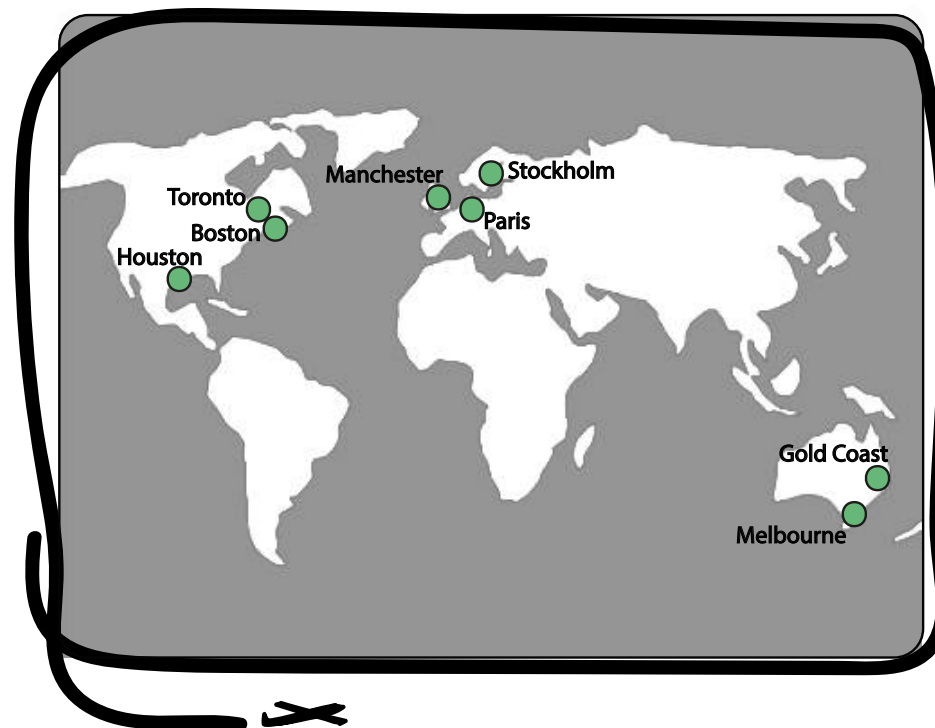 Manchester
Stockholm
Toronto
Paris
Boston
Houston
Gold Coast
Melbourne